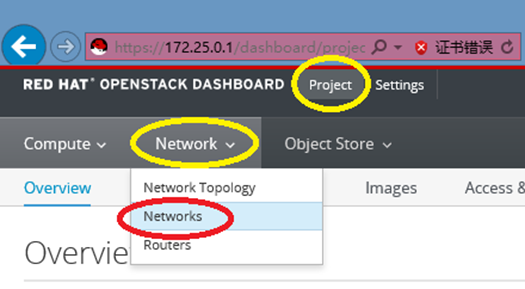 https://172.25.0.1/dashboard/projec 证书错误
RED HAT® OPENSTACK DASHBOARD Project Settings
Compute Network Object Store
Overview Images Access &
Network Topology
Networks
Routers
Overvie